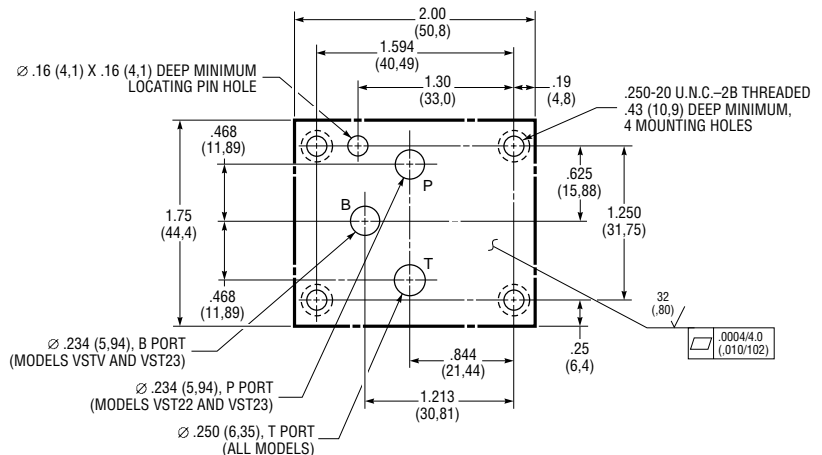 2.00
(50,8)
1.594
(40,49)
Ø .16 (4,1) X .16 (4,1) DEEP MINIMUM
LOCATING PIN HOLE
1.30
(33,0)
.19
(4,8)
.250-20 U.N.C.–2B THREADED
.43 (10,9) DEEP MINIMUM,
4 MOUNTING HOLES
.468
(11,89)
P
.625
(15,88)
B
1.75
(44,4)
1.250
(31,75)
T
.468
(11,89)
32
(,80)
.0004/4.0
(,010/102)
.25
(6,4)
Ø .234 (5,94), B PORT
(MODELS VSTV AND VST23)
.844
(21,44)
Ø .234 (5,94), P PORT
(MODELS VST22 AND VST23)
1.213
(30,81)
Ø .250 (6,35), T PORT
(ALL MODELS)